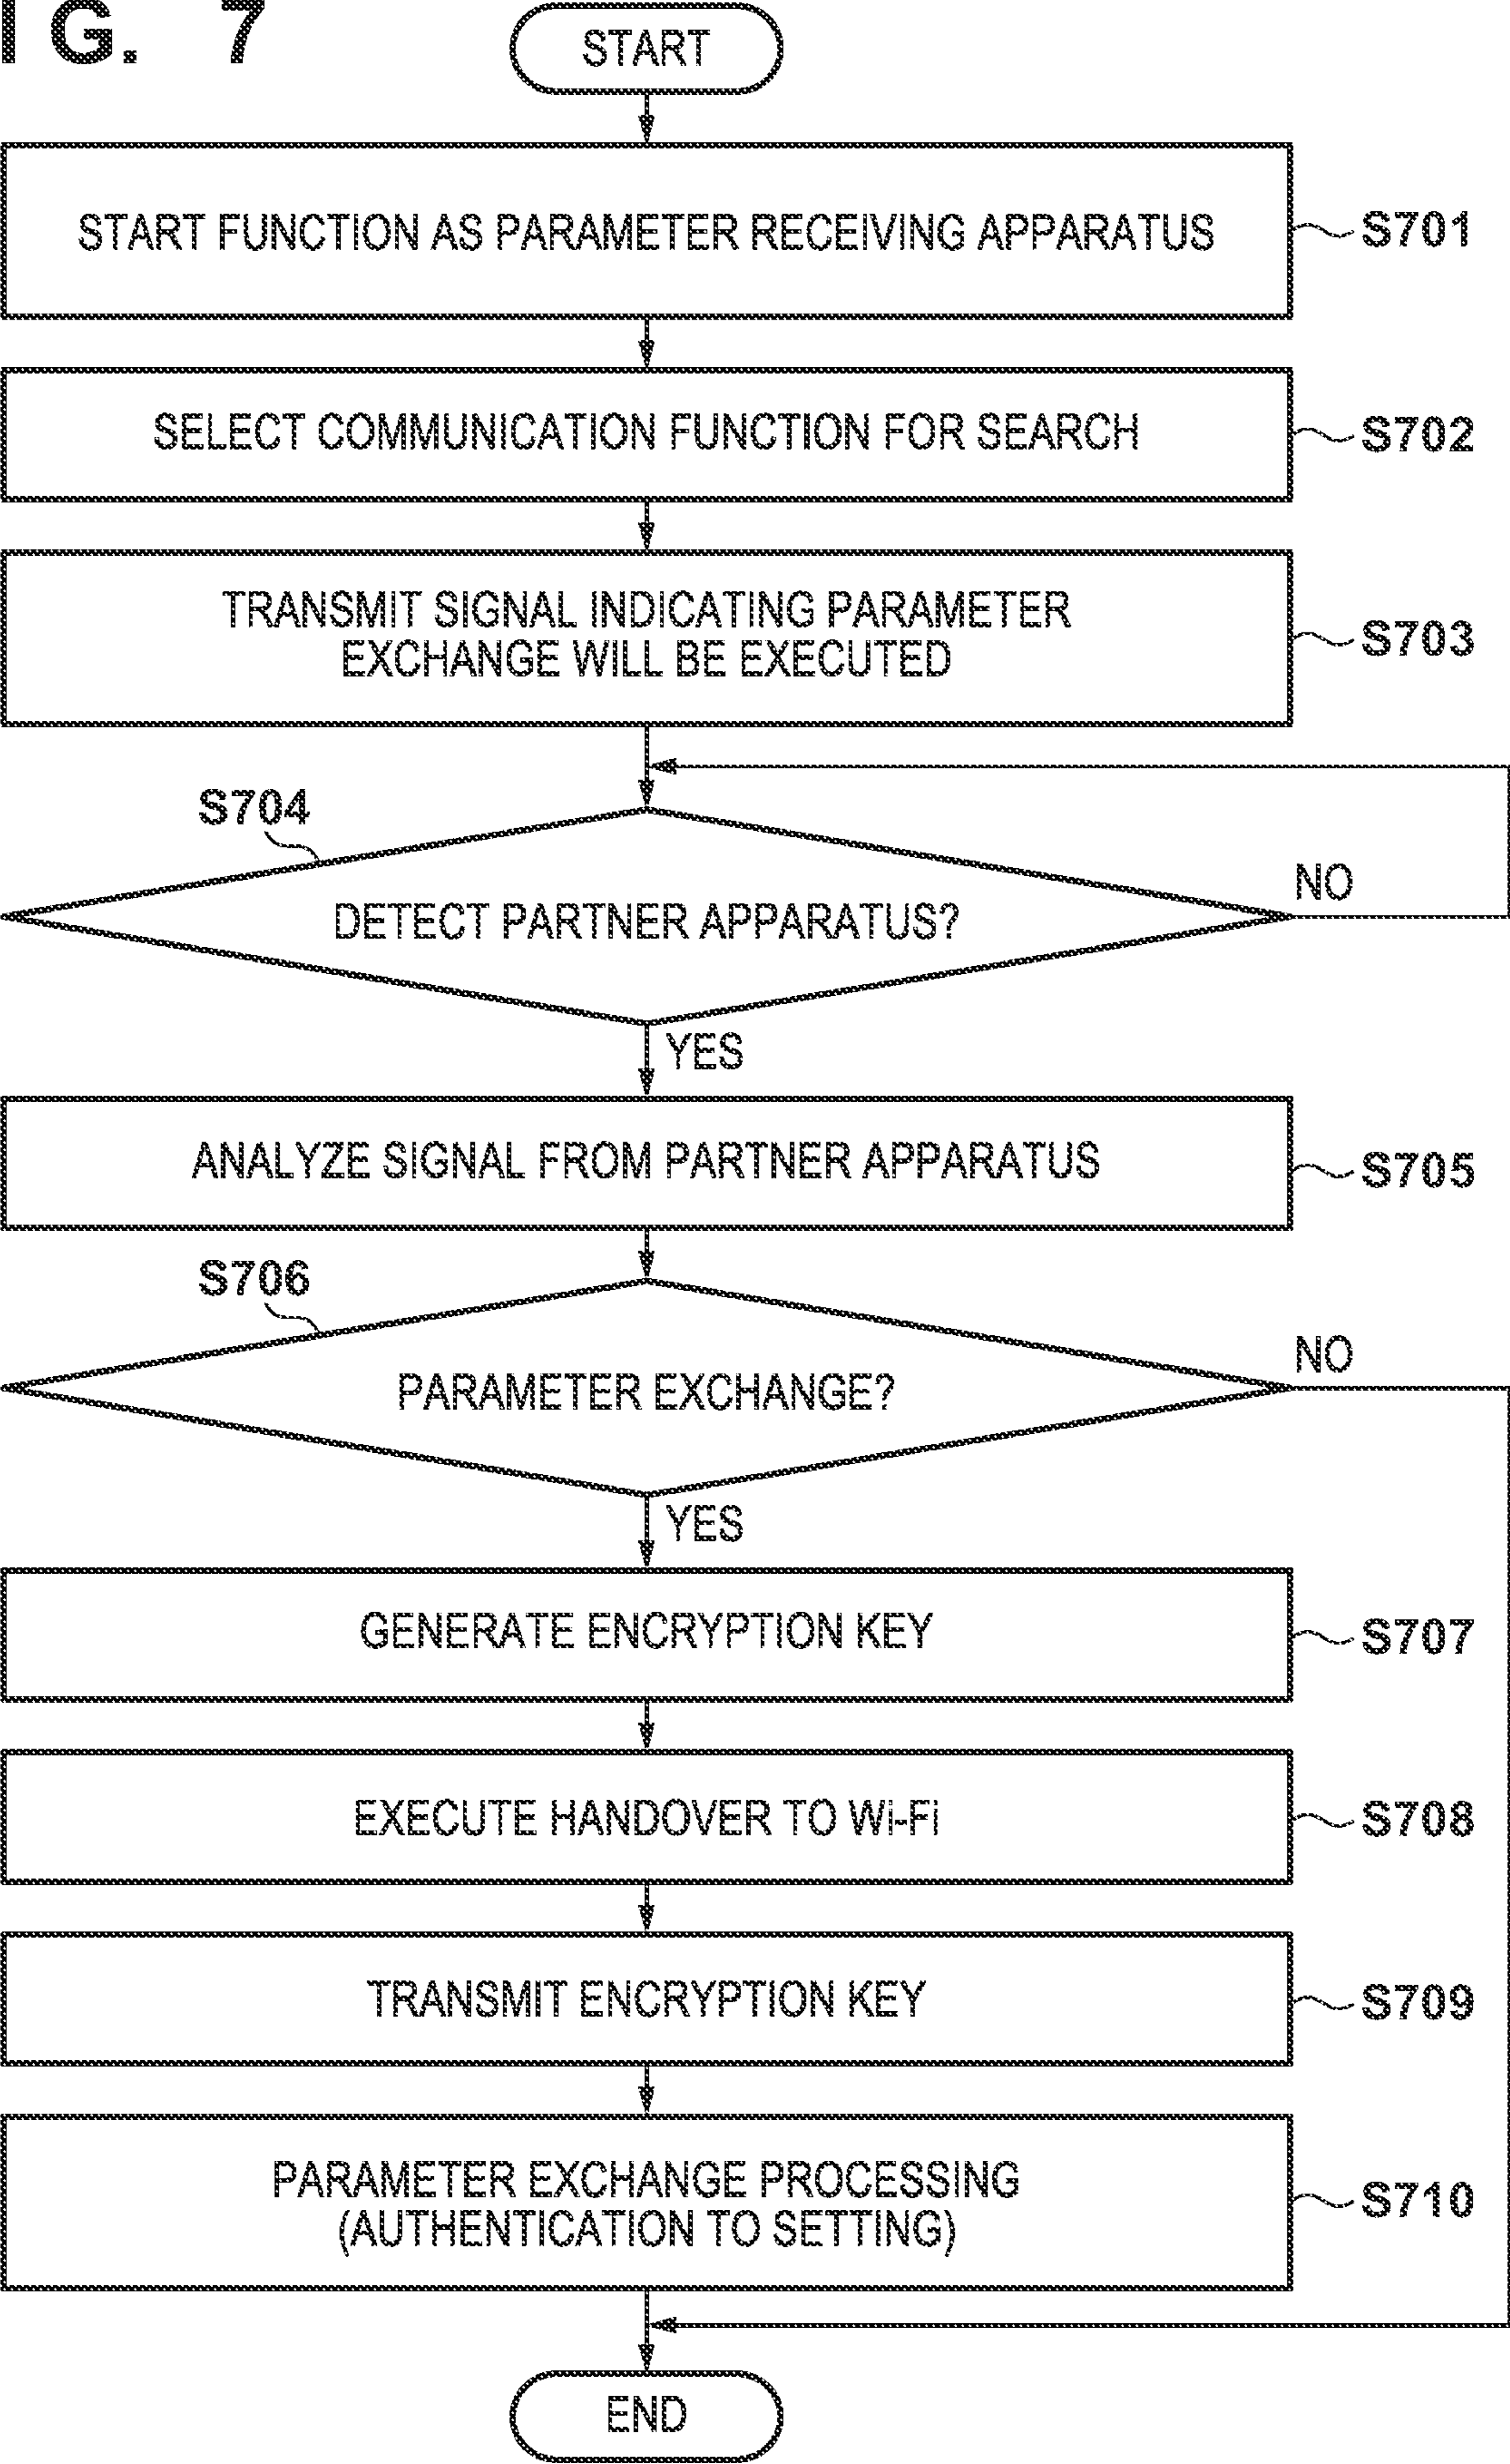 I G. 7
START
START FUNCTION AS PARAMETER RECEIVING APPARATUS
S701
SELECT COMMUNICATION FUNCTION FOR SEARCH
S702
TRANSMIT SIGNAL INDICATING PARAMETER
EXCHANGE WILL BE EXECUTED
S703
S704
DETECT PARTNER APPARATUS?
NO
YES
ANALYZE SIGNAL FROM PARTNER APPARATUS
S705
S706
PARAMETER EXCHANGE?
NO
YES
GENERATE ENCRYPTION KEY
S707
EXECUTE HANDOVER TO Wi-Fi
S708
TRANSMIT ENCRYPTION KEY
S709
PARAMETER EXCHANGE PROCESSING
(AUTHENTICATION TO SETTING)
S710
END